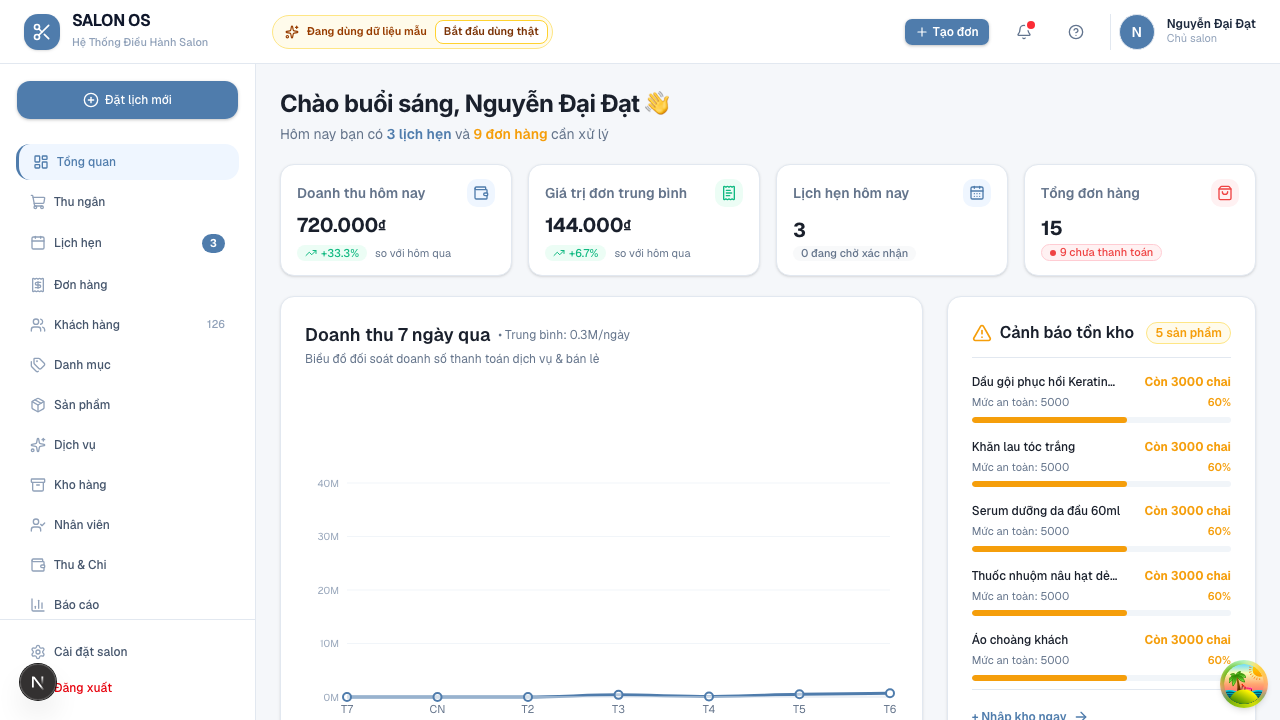 SALON OS
Hệ Thống Điều Hành Salon
Đang dùng dữ liệu mẫu
Bắt đầu dùng thật
Tạo đơn
N
Nguyễn Đại Đạt
Chủ salon
Đặt lịch mới
Tổng quan
Thu ngân
Lịch hẹn
3
Đơn hàng
Khách hàng
126
Danh mục
Sản phẩm
Dịch vụ
Kho hàng
Nhân viên
Thu & Chi
Báo cáo
Cài đặt salon
N
Đăng xuất
Chào buổi sáng, Nguyễn Đại Đạt 👋
Hôm nay bạn có 3 lịch hẹn và 9 đơn hàng cần xử lý
Doanh thu hôm nay
720.000₫
+33.3% so với hôm qua
Giá trị đơn trung bình
144.000₫
+6.7% so với hôm qua
Lịch hẹn hôm nay
3
0 đang chờ xác nhận
Tổng đơn hàng
15
9 chưa thanh toán
Doanh thu 7 ngày qua • Trung bình: 0.3M/ngày
Biểu đồ đối soát doanh số thanh toán dịch vụ & bán lẻ
40M
30M
20M
10M
0M
T7 CN T2 T3 T4 T5 T6
Cảnh báo tồn kho
5 sản phẩm
Dầu gội phục hồi Keratin... Còn 3000 chai
Mức an toàn: 5000 60%
Khăn lau tóc trắng Còn 3000 chai
Mức an toàn: 5000 60%
Serum dưỡng da đầu 60ml Còn 3000 chai
Mức an toàn: 5000 60%
Thuốc nhuộm nâu hạt dẻ... Còn 3000 chai
Mức an toàn: 5000 60%
Áo choàng khách Còn 3000 chai
Mức an toàn: 5000 60%
+ Nhập kho ngay